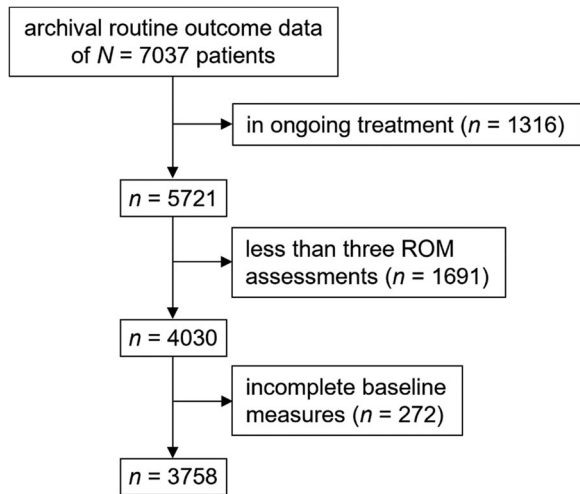 archival routine outcome data
of N = 7037 patients
in ongoing treatment (n = 1316)
n = 5721
less than three ROM
assessments (n = 1691)
n = 4030
incomplete baseline
measures (n = 272)
n = 3758